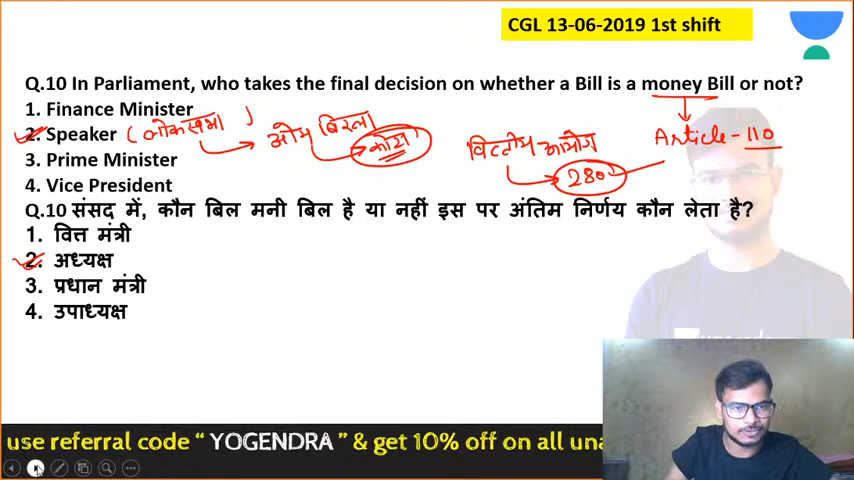 CGL 13-06-2019 1st shift
Q.10 In Parliament, who takes the final decision on whether a Bill is a money Bill or not?
1. Finance Minister
2. Speaker (लोकसभा) ओम बिरला कोटा वित्तीय आयोग Article-110
3. Prime Minister 280
4. Vice President
Q.10 संसद में, कौन बिल मनी बिल है या नहीं इस पर अंतिम निर्णय कौन लेता है?
1. वित्त मंत्री
2. अध्यक्ष
3. प्रधान मंत्री
4. उपाध्यक्ष
use referral code “ YOGENDRA ” & get 10% off on all una